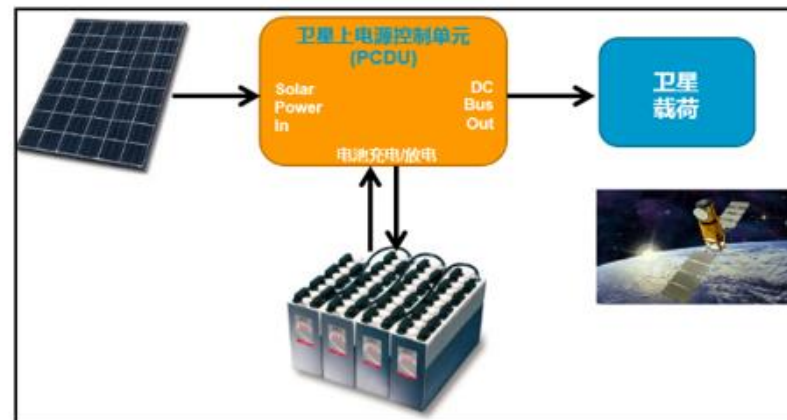 卫星上电源控制单元
(PCDU)
Solar
Power
In
DC
Bus
Out
电池充电/放电
卫星
载荷